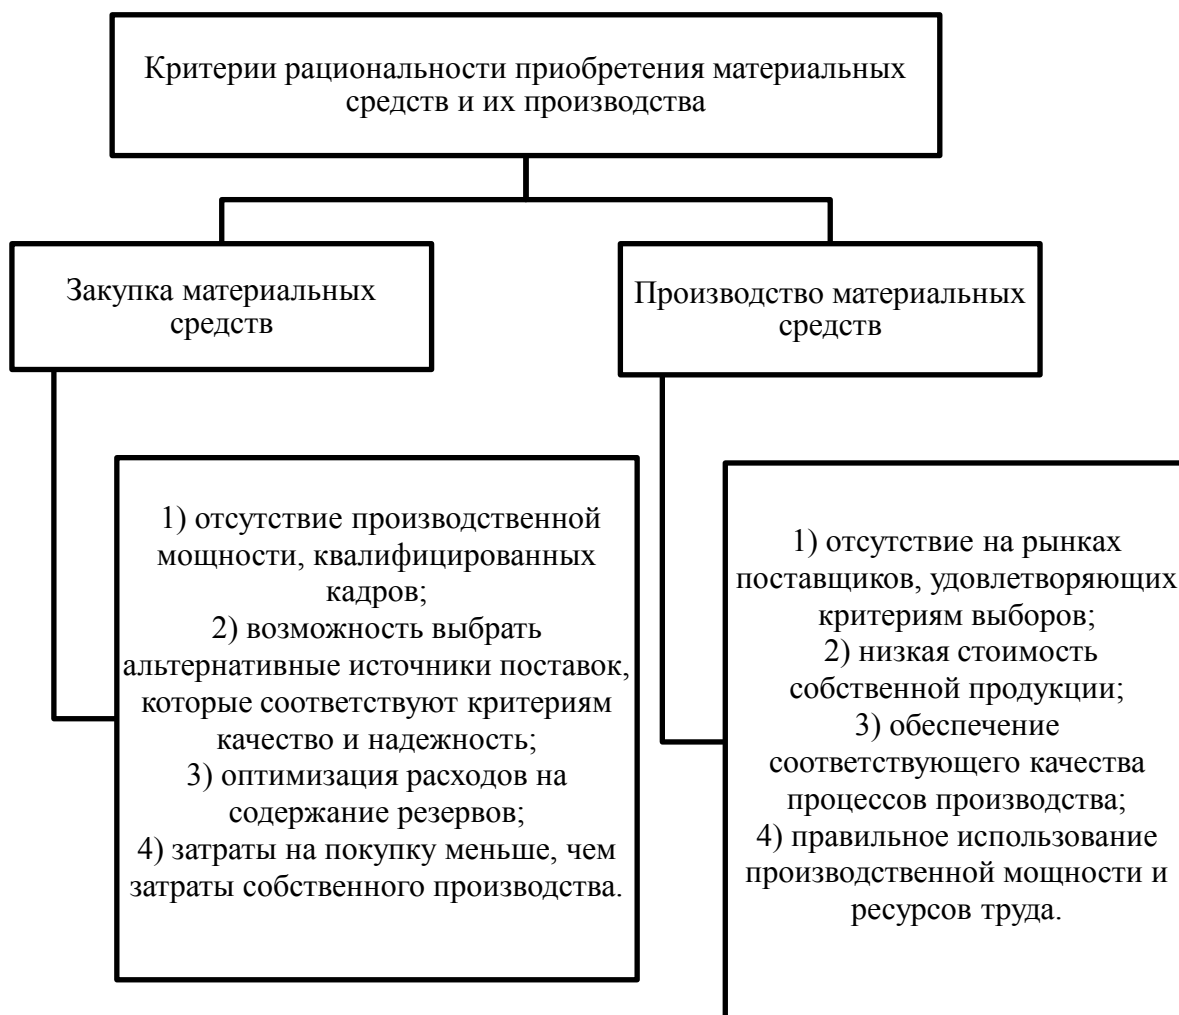 Критерии рациональности приобретения материальных
средств и их производства
Закупка материальных
средств
Производство материальных
средств
1) отсутствие производственной
мощности, квалифицированных
кадров;
2) возможность выбрать
альтернативные источники поставок,
которые соответствуют критериям
качество и надежность;
3) оптимизация расходов на
содержание резервов;
4) затраты на покупку меньше, чем
затраты собственного производства.
1) отсутствие на рынках
поставщиков, удовлетворяющих
критериям выборов;
2) низкая стоимость
собственной продукции;
3) обеспечение
соответствующего качества
процессов производства;
4) правильное использование
производственной мощности и
ресурсов труда.